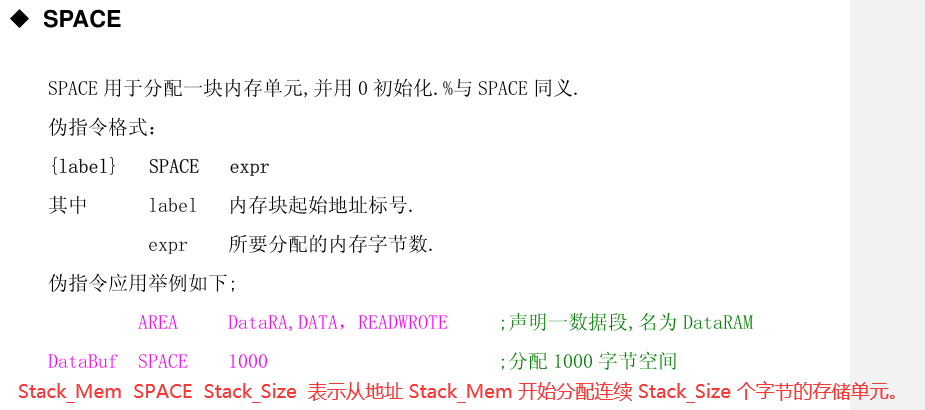 ◆ SPACE
SPACE 用于分配一块内存单元,并用 0 初始化.%与 SPACE 同义.
伪指令格式:
{label} SPACE expr
其中 label 内存块起始地址标号.
expr 所要分配的内存字节数.
伪指令应用举例如下;
AREA DataRA,DATA，READWROTE ;声明一数据段,名为 DataRAM
DataBuf SPACE 1000 ;分配 1000 字节空间
Stack_Mem SPACE Stack_Size 表示从地址 Stack_Mem 开始分配连续 Stack_Size 个字节的存储单元。